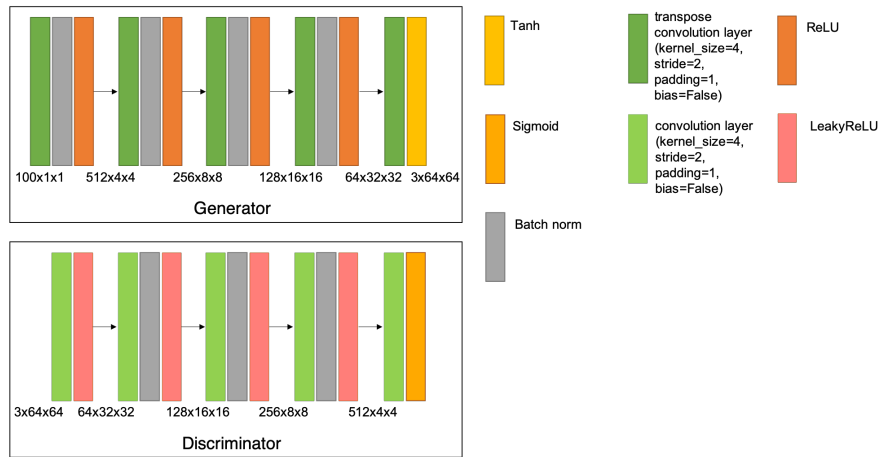 100x1x1
512x4x4
256x8x8
128x16x16
64x32x32
3x64x64
Generator
3x64x64
64x32x32
128x16x16
256x8x8
512x4x4
Discriminator
Tanh
Sigmoid
Batch norm
transpose
convolution layer
(kernel_size=4,
stride=2,
padding=1,
bias=False)
convolution layer
(kernel_size=4,
stride=2,
padding=1,
bias=False)
ReLU
LeakyReLU